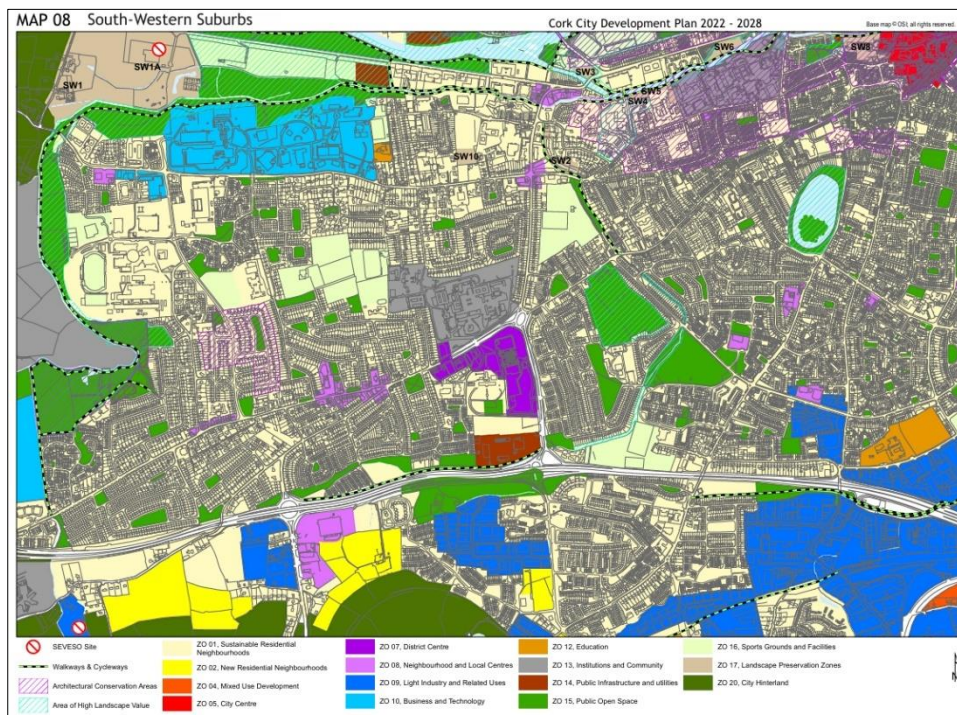 MAP 08 South-Western Suburbs
Cork City Development Plan 2022 - 2028
Base map © OSI, all rights reserved.
SW1
SW1A
SW3
SW6
SW8
SW4
SW10
SW2
SEVESO Site
Walkways & Cycleways
Architectural Conservation Areas
Area of High Landscape Value
ZO 01, Sustainable Residential
Neighbourhoods
ZO 02, New Residential Neighbourhoods
ZO 04, Mixed Use Development
ZO 05, City Centre
ZO 07, District Centre
ZO 08, Neighbourhood and Local Centres
ZO 09, Light Industry and Related Uses
ZO 10, Business and Technology
ZO 12, Education
ZO 13, Institutions and Community
ZO 14, Public Infrastructure and utilities
ZO 15, Public Open Space
ZO 16, Sports Grounds and Facilities
ZO 17, Landscape Preservation Zones
ZO 20, City Hinterland